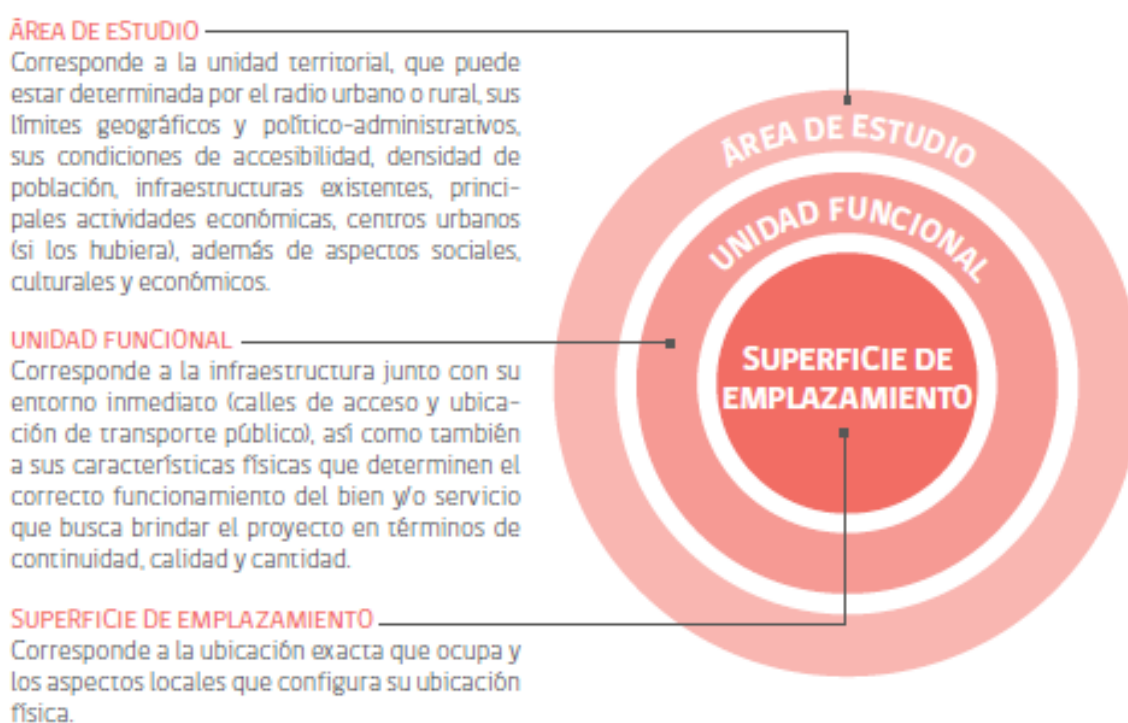 ÁREA DE ESTUDIO
Corresponde a la unidad territorial, que puede
estar determinada por el radio urbano o rural, sus
límites geográficos y político-administrativos,
sus condiciones de accesibilidad, densidad de
población, infraestructuras existentes, princi-
pales actividades económicas, centros urbanos
(si los hubiera), además de aspectos sociales,
culturales y económicos.
UNIDAD FUNCIONAL
Corresponde a la infraestructura junto con su
entorno inmediato (calles de acceso y ubica-
ción de transporte público), así como también
a sus características físicas que determinen el
correcto funcionamiento del bien y/o servicio
que busca brindar el proyecto en términos de
continuidad, calidad y cantidad.
SUPERFICIE DE EMPLAZAMIENTO
Corresponde a la ubicación exacta que ocupa y
los aspectos locales que configura su ubicación
física.
ÁREA DE ESTUDIO
UNIDAD FUNCIONAL
SUPERFICIE DE
EMPLAZAMIENTO